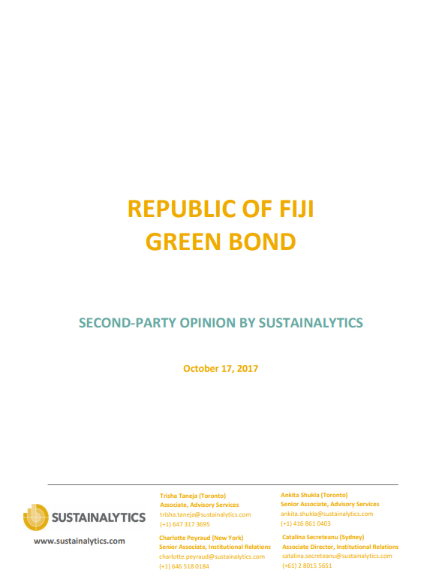 REPUBLIC OF FIJI
GREEN BOND
SECOND-PARTY OPINION BY SUSTAINALYTICS
October 17, 2017
SUSTAINALYTICS
www.sustainalytics.com
Trisha Taneja (Toronto)
Associate, Advisory Services
trisha.taneja@sustainalytics.com
(+1) 647 317 3695
Charlotte Peyraud (New York)
Senior Associate, Institutional Relations
charlotte.peyraud@sustainalytics.com
(+1) 646 518 0184
Ankita Shukla (Toronto)
Senior Associate, Advisory Services
ankita.shukla@sustainalytics.com
(+1) 416 861 0403
Catalina Secreteanu (Sydney)
Associate Director, Institutional Relations
catalina.secreteanu@sustainalytics.com
(+61) 2 8015 5651